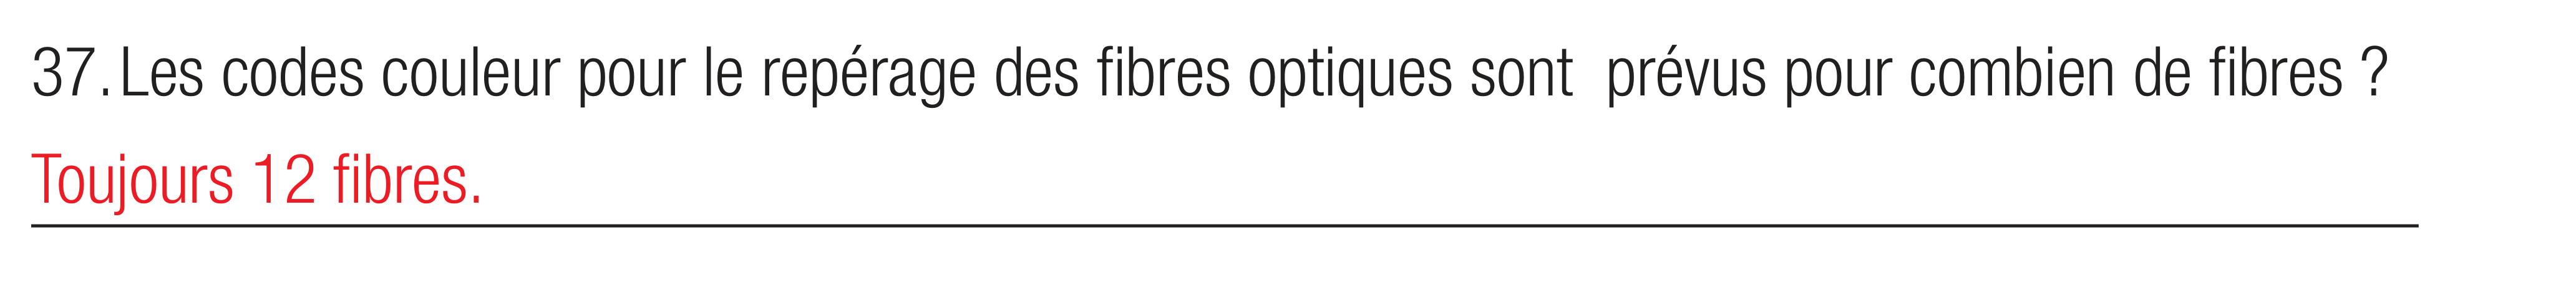 37. Les codes couleur pour le repérage des fibres optiques sont prévus pour combien de fibres ?
Toujours 12 fibres.